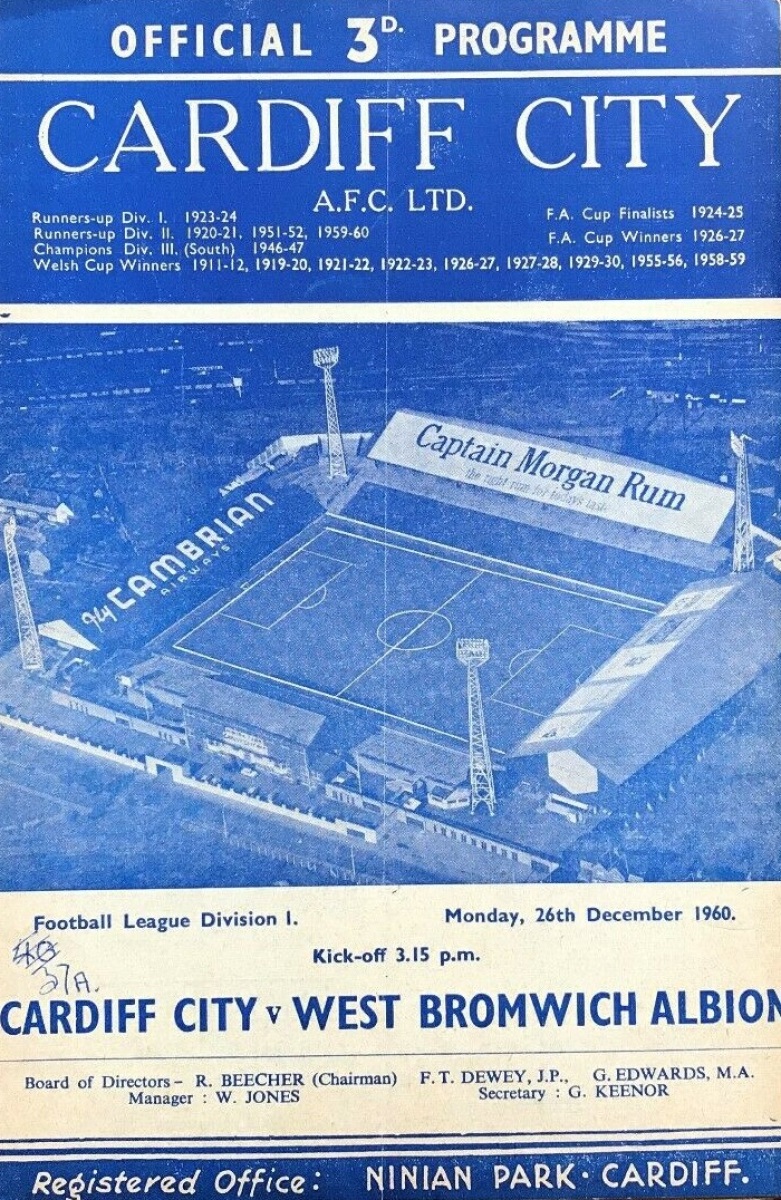 OFFICIAL 3D. PROGRAMME
CARDIFF CITY
A.F.C. LTD.
Runners-up Div. I. 1923-24
Runners-up Div. II. 1920-21, 1951-52, 1959-60
Champions Div. III. (South) 1946-47
F.A. Cup Finalists 1924-25
F.A. Cup Winners 1926-27
Welsh Cup Winners 1911-12, 1919-20, 1921-22, 1922-23, 1926-27, 1927-28, 1929-30, 1955-56, 1958-59
Captain Morgan Rum
the right rum for todays taste
CAMBRIAN
AIRWAYS
Football League Division 1.
Monday, 26th December 1960.
Kick-off 3.15 p.m.
37A.
CARDIFF CITY v WEST BROMWICH ALBION
Board of Directors – R. BEECHER (Chairman) F. T. DEWEY, J.P., G. EDWARDS, M.A.
Manager : W. JONES Secretary : G. KEENOR
Registered Office: NINIAN PARK · CARDIFF.